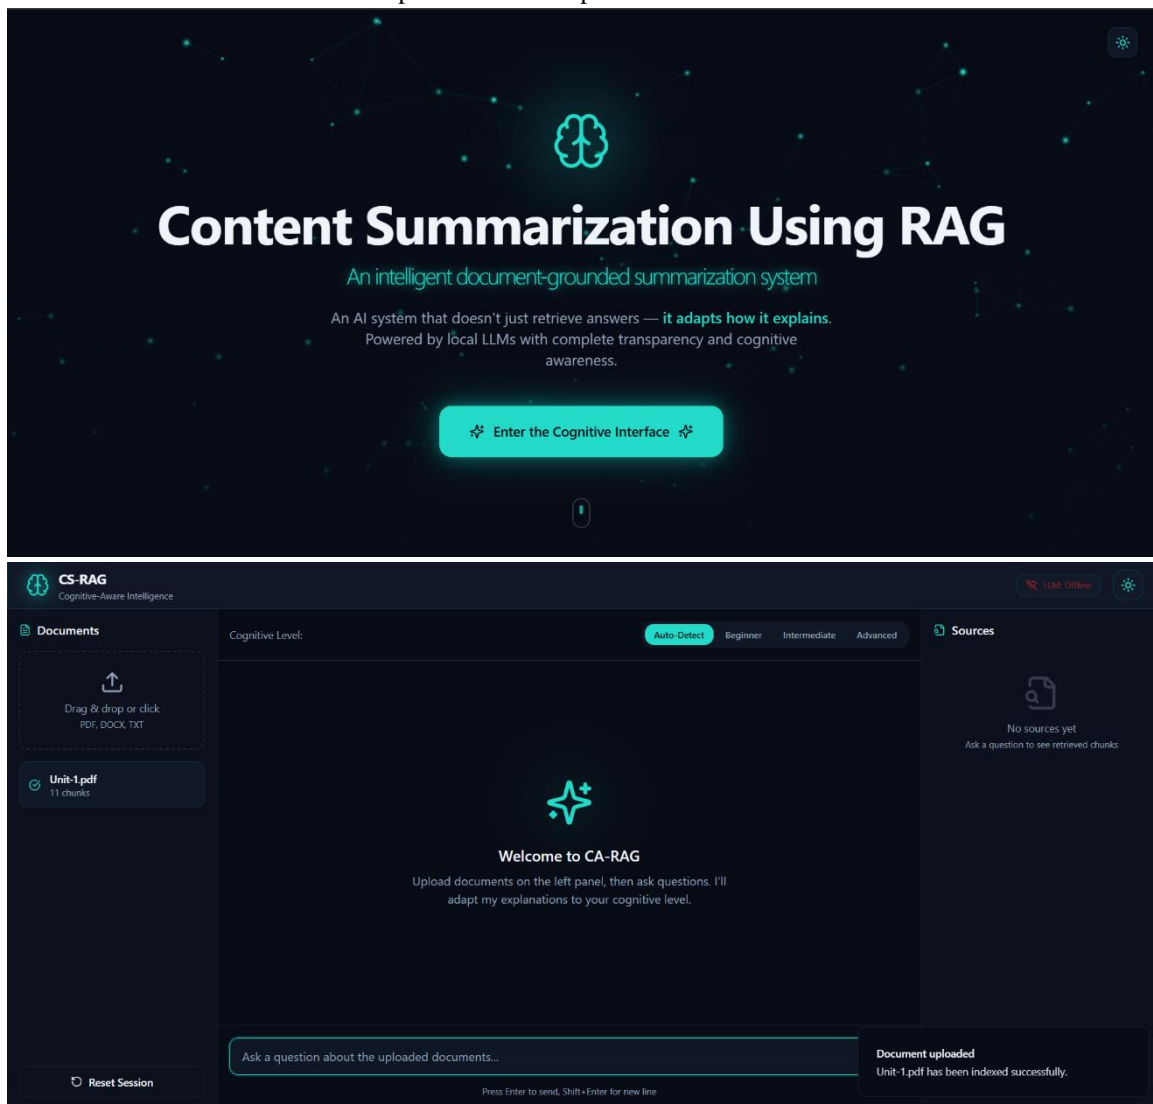 Content Summarization Using RAG
An intelligent document-grounded summarization system
An AI system that doesn't just retrieve answers — it adapts how it explains.
Powered by local LLMs with complete transparency and cognitive
awareness.
Enter the Cognitive Interface
CS-RAG
Cognitive-Aware Intelligence
LLM: Offline
Documents
Drag & drop or click
PDF, DOCX, TXT
Unit-1.pdf
11 chunks
Reset Session
Cognitive Level:
Auto-Detect
Beginner
Intermediate
Advanced
Welcome to CA-RAG
Upload documents on the left panel, then ask questions. I'll
adapt my explanations to your cognitive level.
Ask a question about the uploaded documents...
Press Enter to send, Shift+Enter for new line
Sources
No sources yet
Ask a question to see retrieved chunks
Document uploaded
Unit-1.pdf has been indexed successfully.